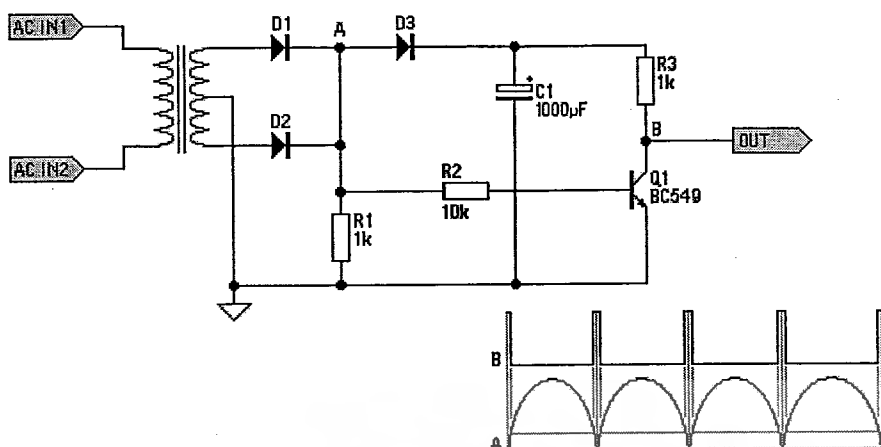 AC IN1
D1
A
D3
R3
1k
C1
1000µF
B
OUT
D2
AC IN2
R2
10k
Q1
BC549
R1
1k
B
A